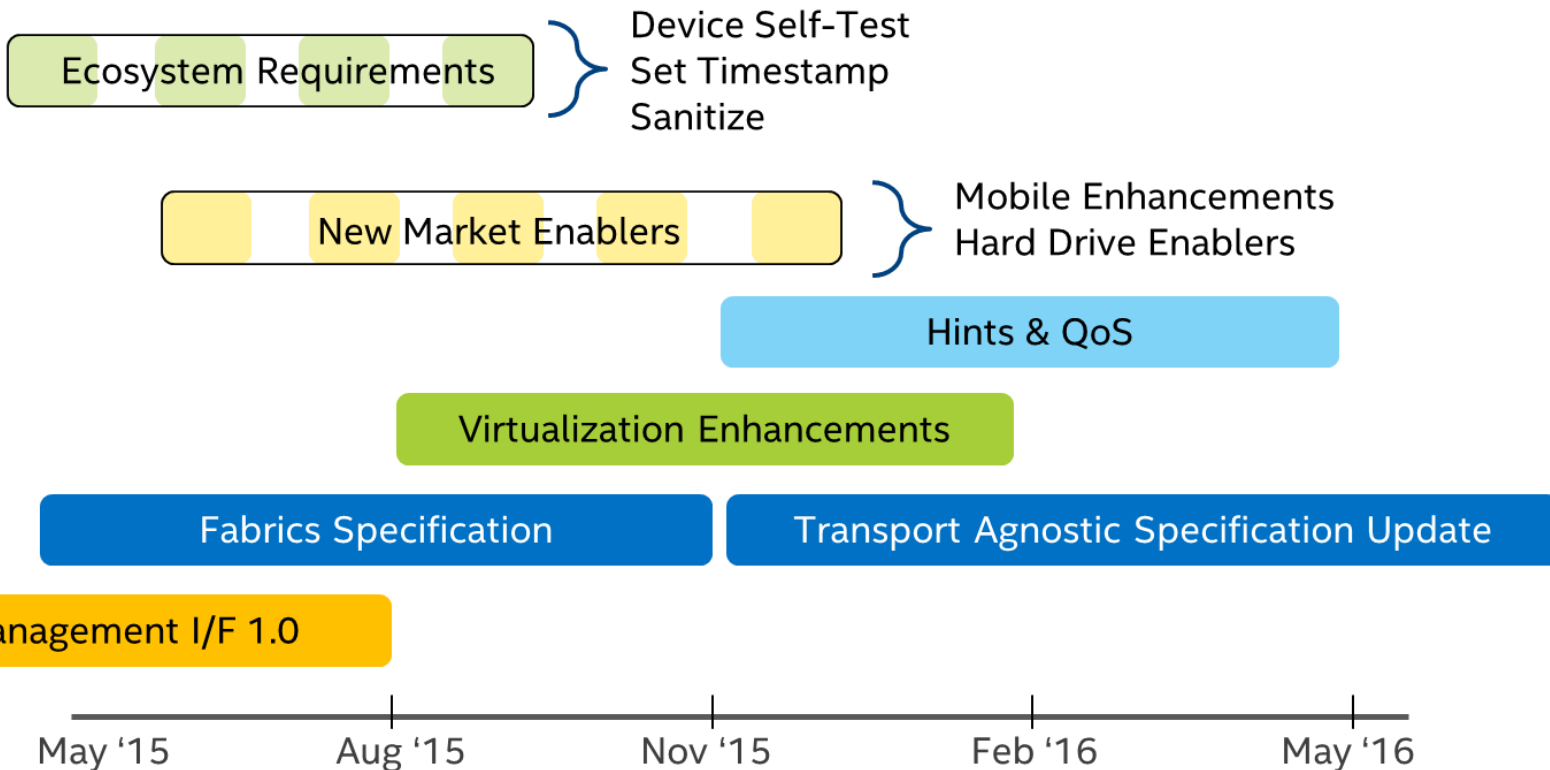 Ecosystem Requirements
Device Self-Test
Set Timestamp
Sanitize
New Market Enablers
Mobile Enhancements
Hard Drive Enablers
Hints & QoS
Virtualization Enhancements
Fabrics Specification
Transport Agnostic Specification Update
anagement I/F 1.0
May ‘15
Aug ‘15
Nov ‘15
Feb ‘16
May ‘16